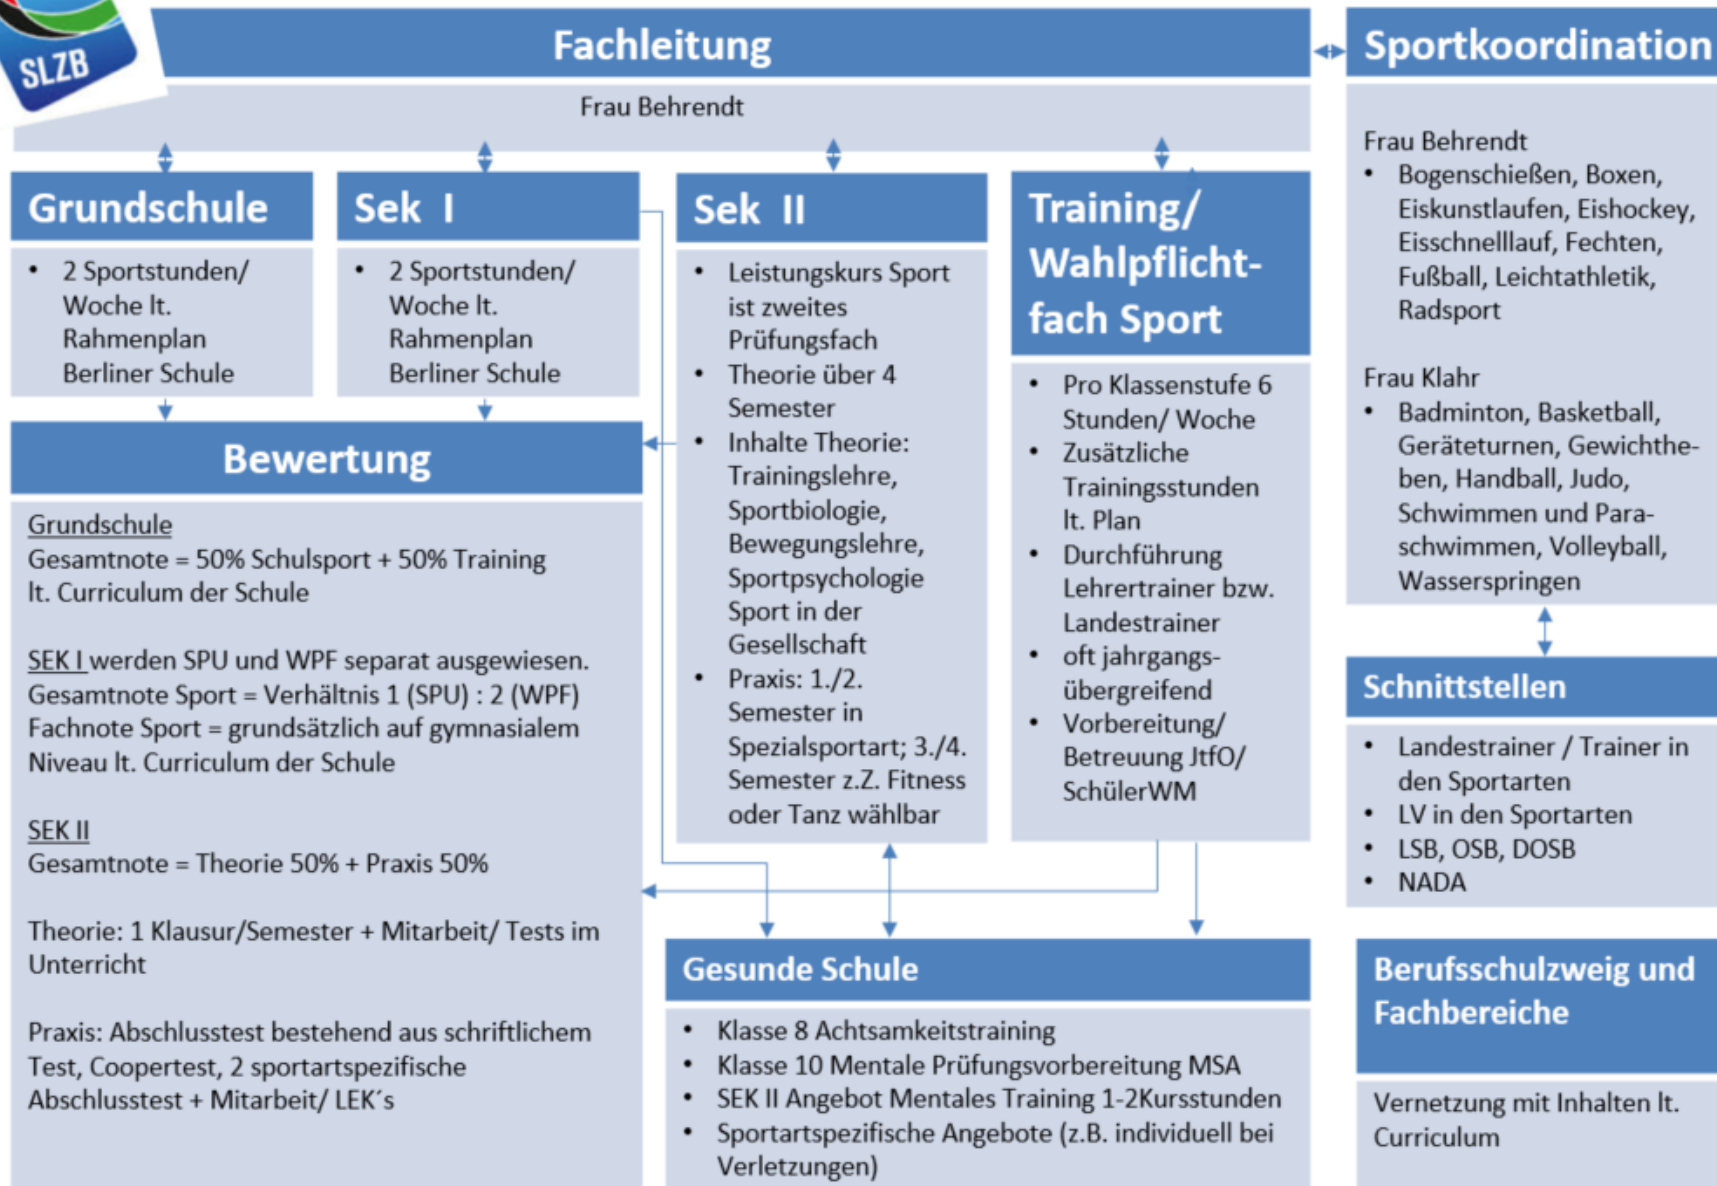 SLZB
Fachleitung
Frau Behrendt
Sportkoordination
Frau Behrendt
• Bogenschießen, Boxen,
Eiskunstlaufen, Eishockey,
Eisschnelllauf, Fechten,
Fußball, Leichtathletik,
Radsport
Frau Klahr
• Badminton, Basketball,
Geräteturnen, Gewichthe-
ben, Handball, Judo,
Schwimmen und Para-
schwimmen, Volleyball,
Wasserspringen
Grundschule
• 2 Sportstunden/
Woche lt.
Rahmenplan
Berliner Schule
Sek I
• 2 Sportstunden/
Woche lt.
Rahmenplan
Berliner Schule
Sek II
• Leistungskurs Sport
ist zweites
Prüfungsfach
• Theorie über 4
Semester
• Inhalte Theorie:
Trainingslehre,
Sportbiologie,
Bewegungslehre,
Sportpsychologie
Sport in der
Gesellschaft
• Praxis: 1./2.
Semester in
Spezialsportart; 3./4.
Semester z.Z. Fitness
oder Tanz wählbar
Training/
Wahlpflicht-
fach Sport
• Pro Klassenstufe 6
Stunden/ Woche
• Zusätzliche
Trainingsstunden
lt. Plan
• Durchführung
Lehrertrainer bzw.
Landestrainer
• oft jahrgangs-
übergreifend
• Vorbereitung/
Betreuung JtfO/
SchülerWM
Bewertung
Grundschule
Gesamtnote = 50% Schulsport + 50% Training
lt. Curriculum der Schule
SEK I werden SPU und WPF separat ausgewiesen.
Gesamtnote Sport = Verhältnis 1 (SPU) : 2 (WPF)
Fachnote Sport = grundsätzlich auf gymnasialem
Niveau lt. Curriculum der Schule
SEK II
Gesamtnote = Theorie 50% + Praxis 50%
Theorie: 1 Klausur/Semester + Mitarbeit/ Tests im
Unterricht
Praxis: Abschlusstest bestehend aus schriftlichem
Test, Coopertest, 2 sportartspezifische
Abschlusstest + Mitarbeit/ LEK´s
Gesunde Schule
• Klasse 8 Achtsamkeitstraining
• Klasse 10 Mentale Prüfungsvorbereitung MSA
• SEK II Angebot Mentales Training 1-2Kursstunden
• Sportartspezifische Angebote (z.B. individuell bei
Verletzungen)
Schnittstellen
• Landestrainer / Trainer in
den Sportarten
• LV in den Sportarten
• LSB, OSB, DOSB
• NADA
Berufsschulzweig und
Fachbereiche
Vernetzung mit Inhalten lt.
Curriculum